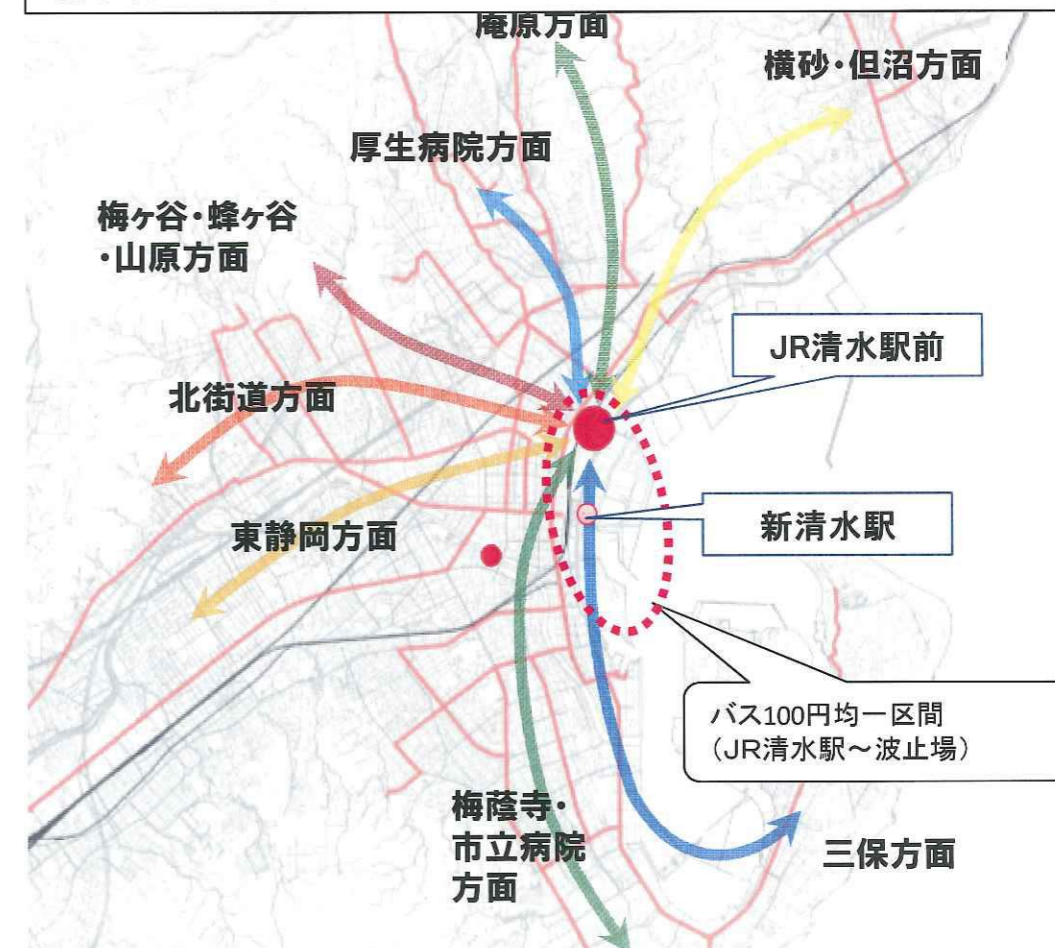 庵原方面
横砂・但沼方面
厚生病院方面
梅ヶ谷・蜂ヶ谷
・山原方面
JR清水駅前
北街道方面
新清水駅
東静岡方面
バス100円均一区間
（JR清水駅～波止場）
梅蔭寺・
市立病院
方面
三保方面